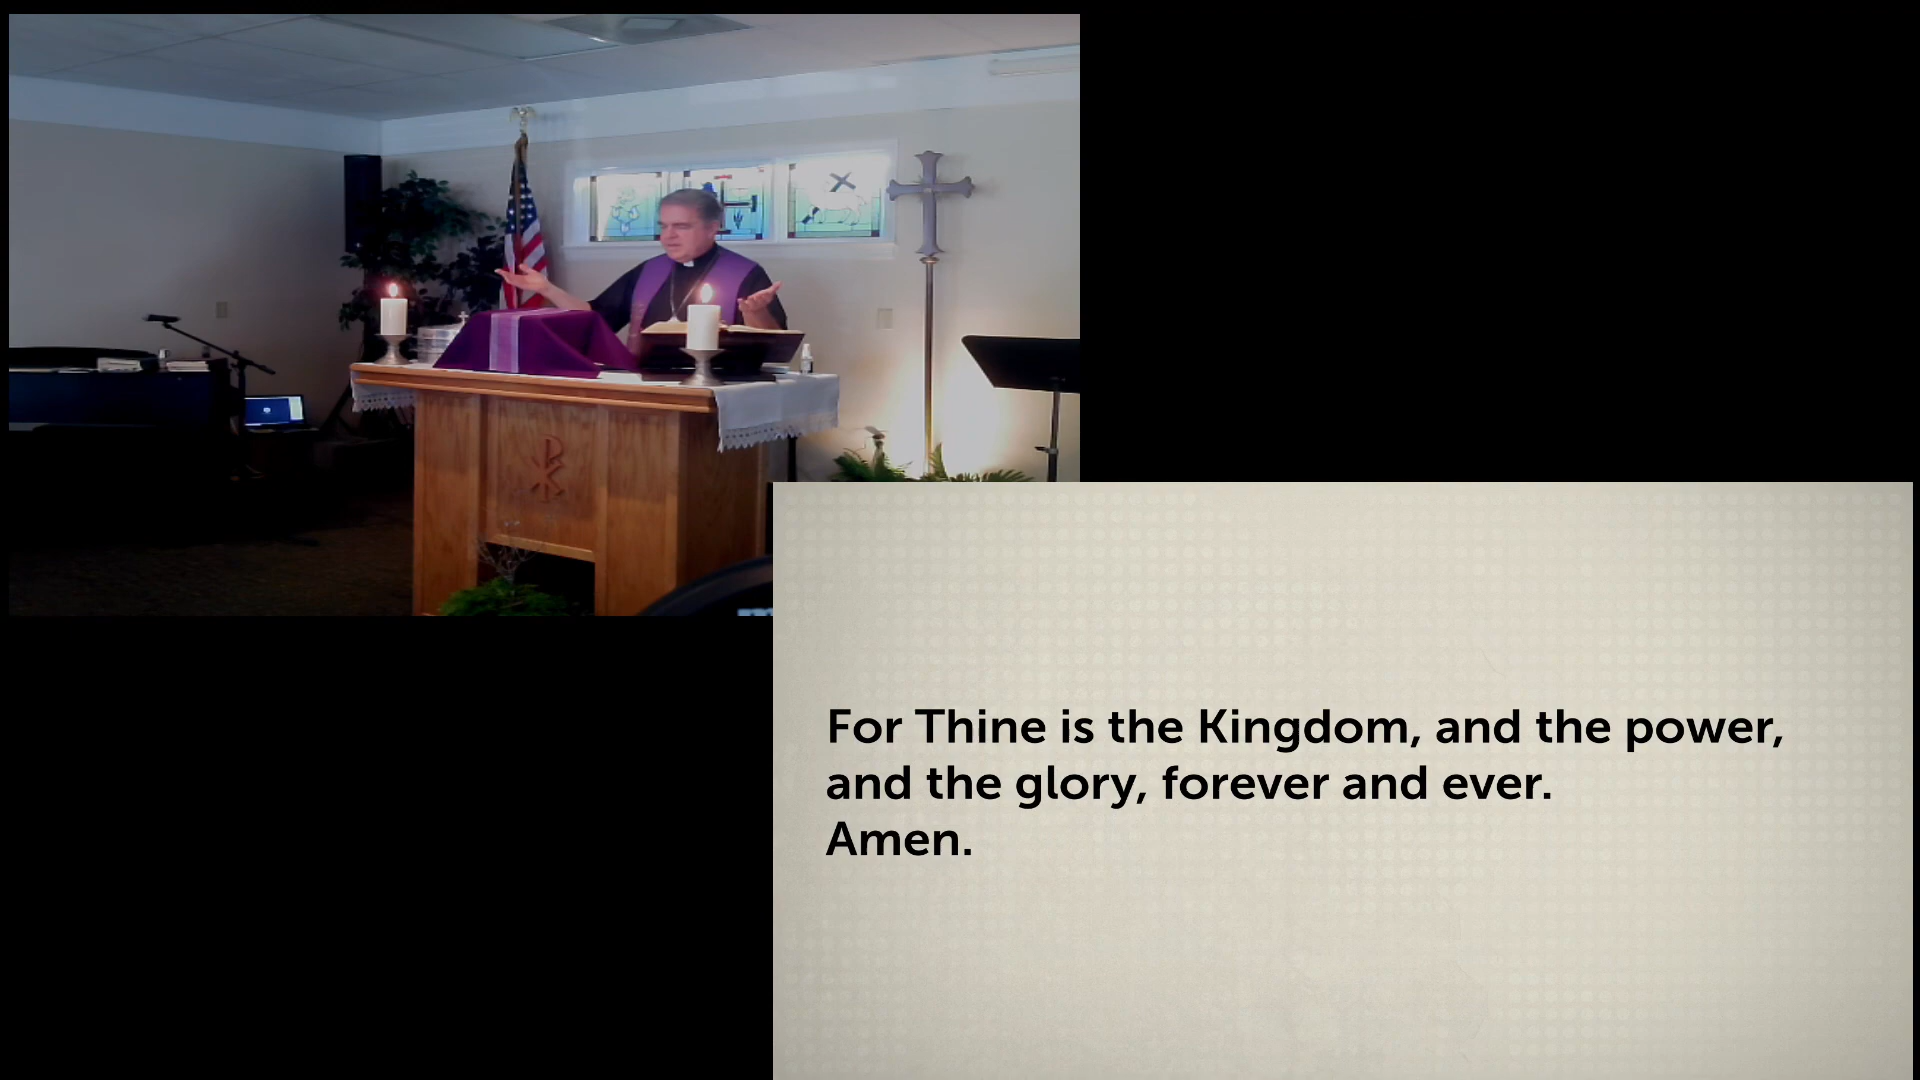 For Thine is the Kingdom, and the power,
and the glory, forever and ever.
Amen.